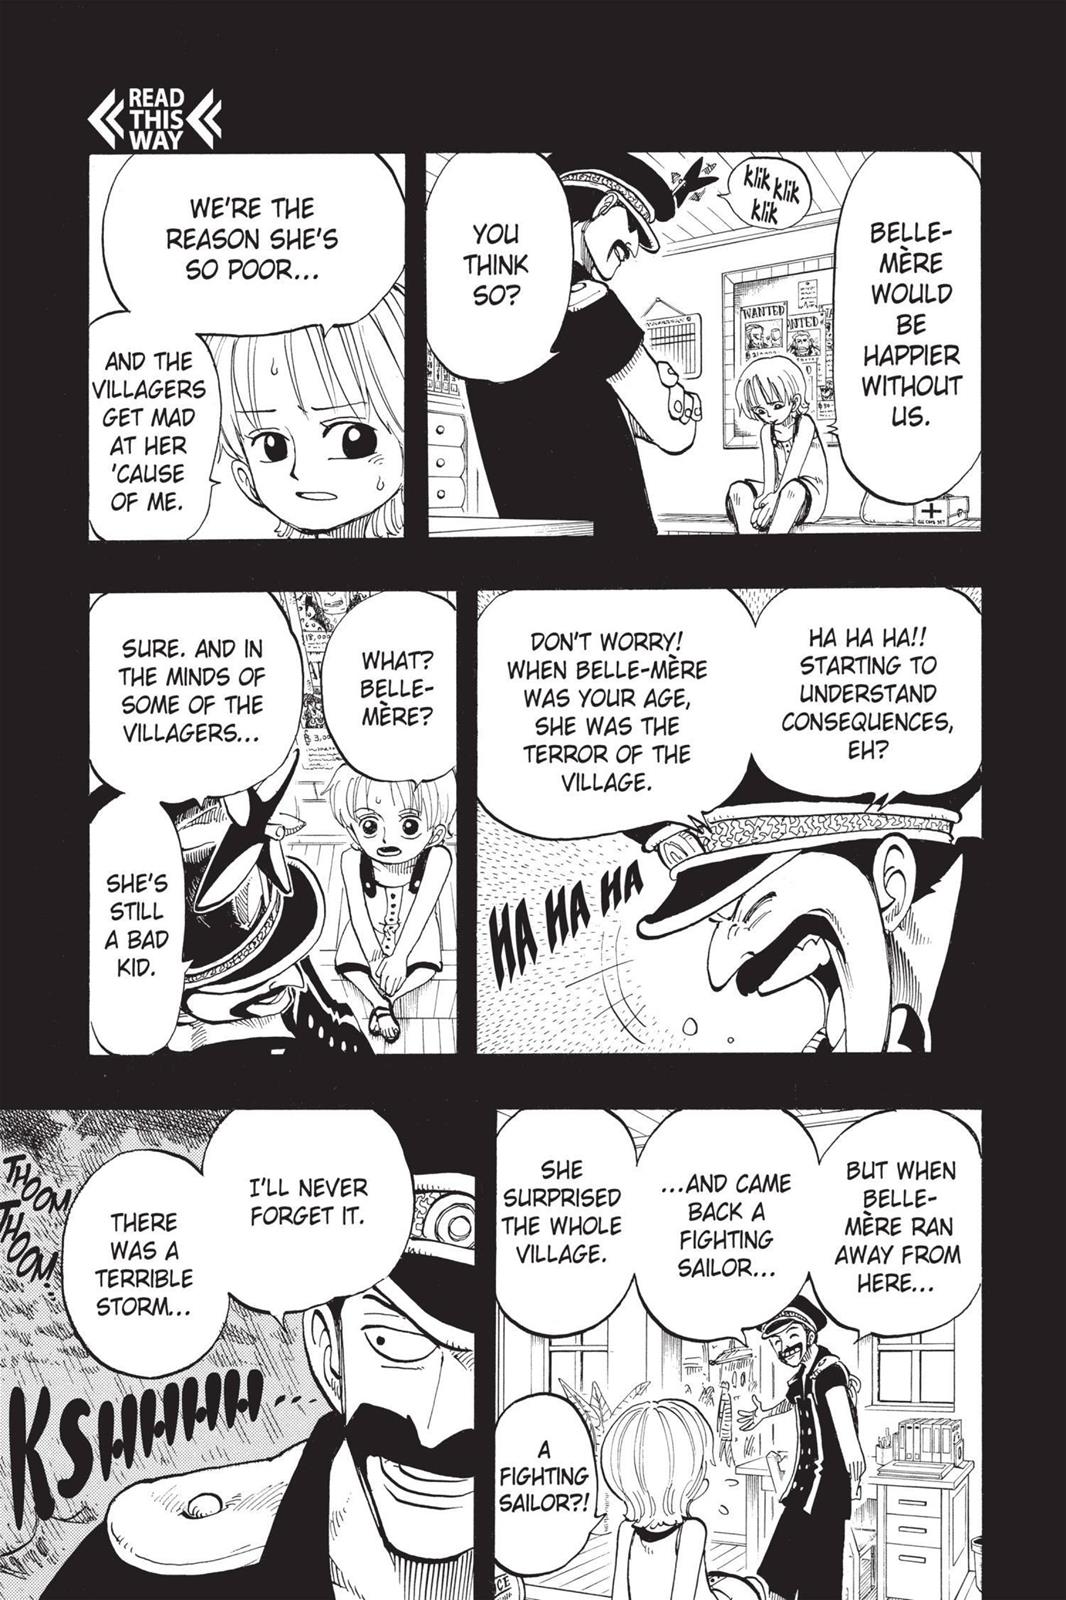 READ
THIS
WAY
BELLE-
MÈRE
WOULD
BE
HAPPIER
WITHOUT
US.
klik klik
klik
YOU
THINK
SO?
WANTED
WE'RE THE
REASON SHE'S
SO POOR...
AND THE
VILLAGERS
GET MAD
AT HER
'CAUSE
OF ME.
HA HA HA!!
STARTING TO
UNDERSTAND
CONSEQUENCES,
EH?
DON'T WORRY!
WHEN BELLE-MÈRE
WAS YOUR AGE,
SHE WAS THE
TERROR OF THE
VILLAGE.
HA HA HA
WHAT?
BELLE-
MÈRE?
SURE. AND IN
THE MINDS OF
SOME OF THE
VILLAGERS...
SHE'S
STILL
A BAD
KID.
BUT WHEN
BELLE-
MÈRE RAN
AWAY FROM
HERE...
...AND CAME
BACK A
FIGHTING
SAILOR...
SHE
SURPRISED
THE WHOLE
VILLAGE.
A
FIGHTING
SAILOR?!
I'LL NEVER
FORGET IT.
THERE
WAS A
TERRIBLE
STORM...
THOOM
THOOM...
KSHHHHH...